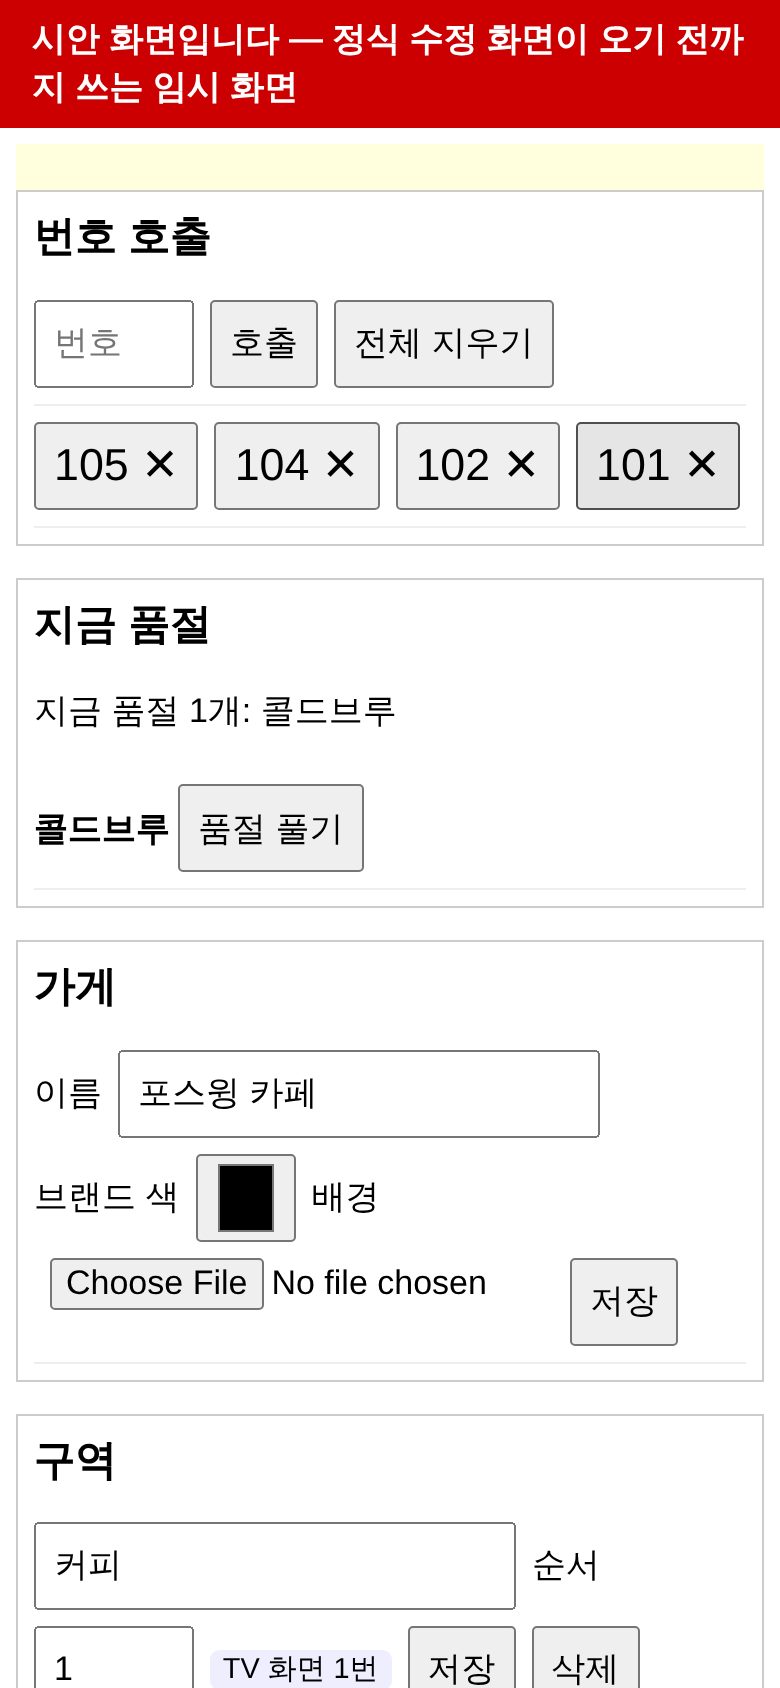 시안 화면입니다 — 정식 수정 화면이 오기 전까
지 쓰는 임시 화면
번호 호출
번호 호출 전체 지우기
105 ✕ 104 ✕ 102 ✕ 101 ✕
지금 품절
지금 품절 1개: 콜드브루
콜드브루 품절 풀기
가게
이름 포스윙 카페
브랜드 색 배경
Choose File No file chosen 저장
구역
커피 순서
1 TV 화면 1번 저장 삭제